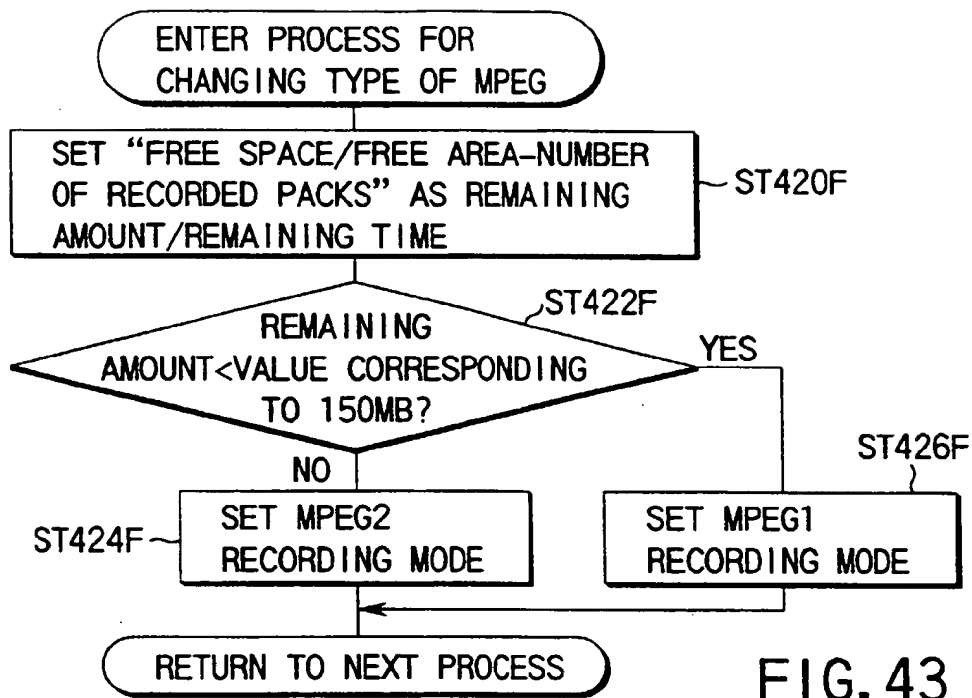 ENTER PROCESS FOR
CHANGING TYPE OF MPEG
SET “FREE SPACE/FREE AREA-NUMBER
OF RECORDED PACKS” AS REMAINING
AMOUNT/REMAINING TIME
ST420F
ST422F
REMAINING
AMOUNT<VALUE CORRESPONDING
TO 150MB?
YES
NO
ST426F
ST424F
SET MPEG2
RECORDING MODE
SET MPEG1
RECORDING MODE
RETURN TO NEXT PROCESS
FIG. 43